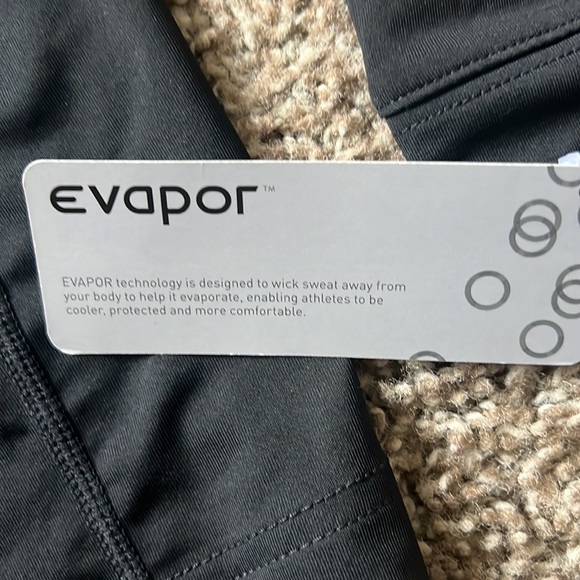 evapor™
EVAPOR technology is designed to wick sweat away from
your body to help it evaporate, enabling athletes to be
cooler, protected and more comfortable.